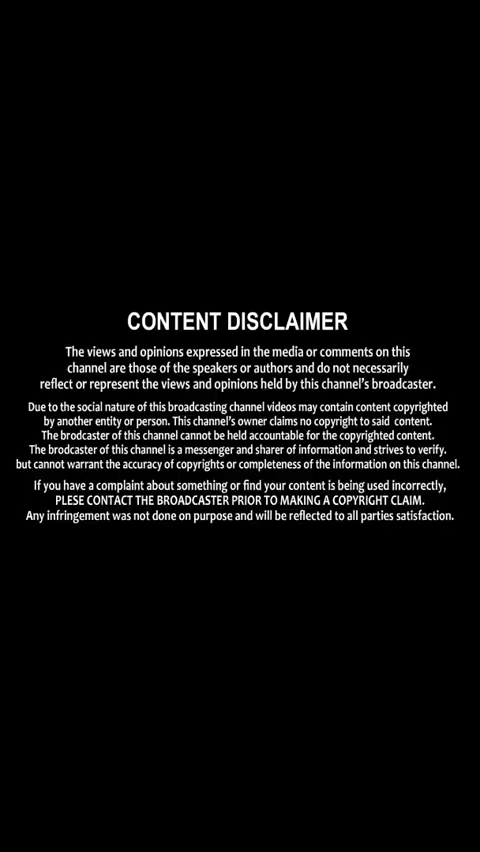 CONTENT DISCLAIMER
The views and opinions expressed in the media or comments on this
channel are those of the speakers or authors and do not necessarily
reflect or represent the views and opinions held by this channel's broadcaster.
Due to the social nature of this broadcasting channel videos may contain content copyrighted
by another entity or person. This channel's owner claims no copyright to said content.
The brodcaster of this channel cannot be held accountable for the copyrighted content.
The brodcaster of this channel is a messenger and sharer of information and strives to verify.
but cannot warrant the accuracy of copyrights or completeness of the information on this channel.
If you have a complaint about something or find your content is being used incorrectly,
PLESE CONTACT THE BROADCASTER PRIOR TO MAKING A COPYRIGHT CLAIM.
Any infringement was not done on purpose and will be reflected to all parties satisfaction.